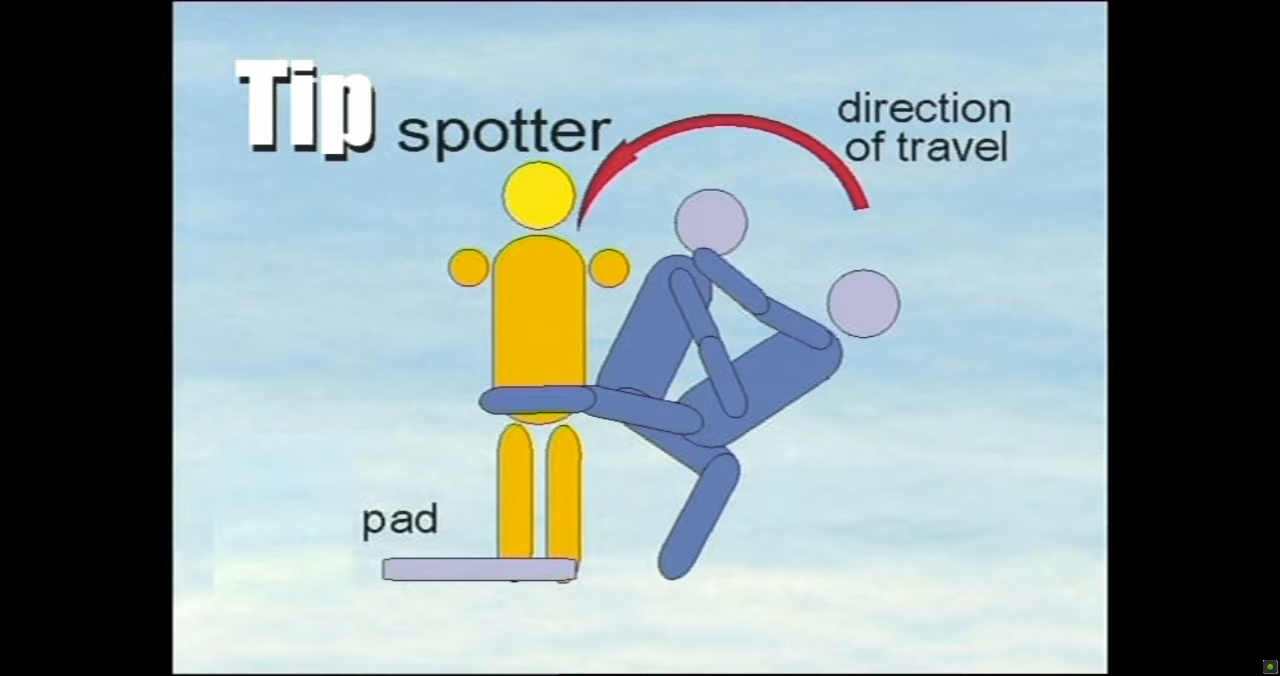 Tip
spotter
direction
of travel
pad